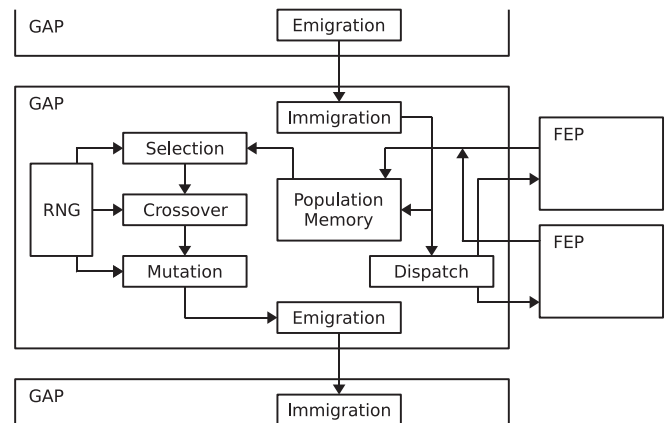 GAP
Emigration
GAP
Immigration
FEP
Selection
RNG
Crossover
Population
Memory
Mutation
Dispatch
FEP
Emigration
GAP
Immigration